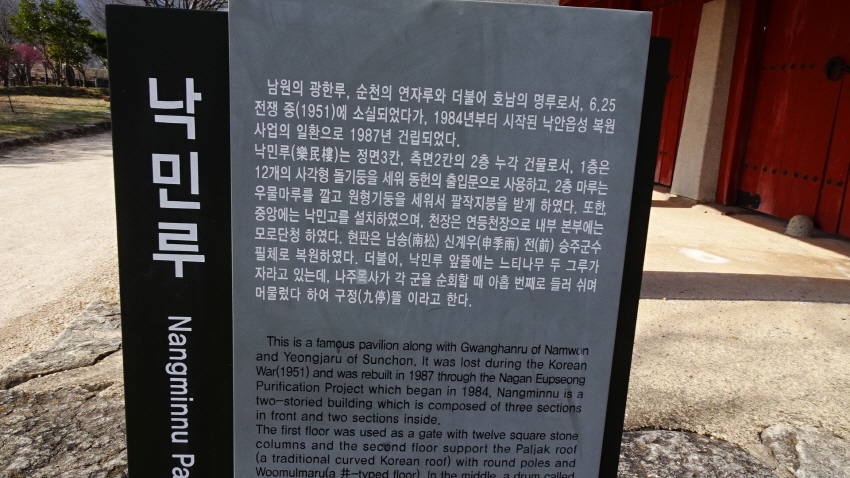 낙민루
Nangminnu Pa
남원의 광한루, 순천의 연자루와 더불어 호남의 명루로서, 6.25
전쟁 중(1951)에 소실되었다가, 1984년부터 시작된 낙안읍성 복원
사업의 일환으로 1987년 건립되었다.
낙민루(樂民樓)는 정면3칸, 측면2칸의 2층 누각 건물로서, 1층은
12개의 사각형 돌기둥을 세워 동헌의 출입문으로 사용하고, 2층 마루는
우물마루를 깔고 원형기둥을 세워서 팔작지붕을 받게 하였다. 또한,
중앙에는 낙민고를 설치하였으며, 천장은 연등천장으로 내부 본부에는
모로단청 하였다. 현판은 남송(南松) 신계우(申季雨) 전(前) 승주군수
필체로 복원하였다. 더불어, 낙민루 앞뜰에는 느티나무 두 그루가
자라고 있는데, 나주 사가 각 군을 순회할 때 아홉 번째로 들러 쉬며
머물렀다 하여 구정(九停)뜰 이라고 한다.
This is a famous pavilion along with Gwanghanru of Namwon
and Yeongjaru of Sunchon. It was lost during the Korean
War(1951) and was rebuilt in 1987 through the Nagan Eupseong
Purification Project which began in 1984. Nangminnu is a
two-storied building which is composed of three sections
in front and two sections inside.
The first floor was used as a gate with twelve square stone
columns and the second floor support the Paljak roof
(a traditional curved Korean roof) with round poles and
Woomulmaru(a 井-typed floor). In the middle, a drum called